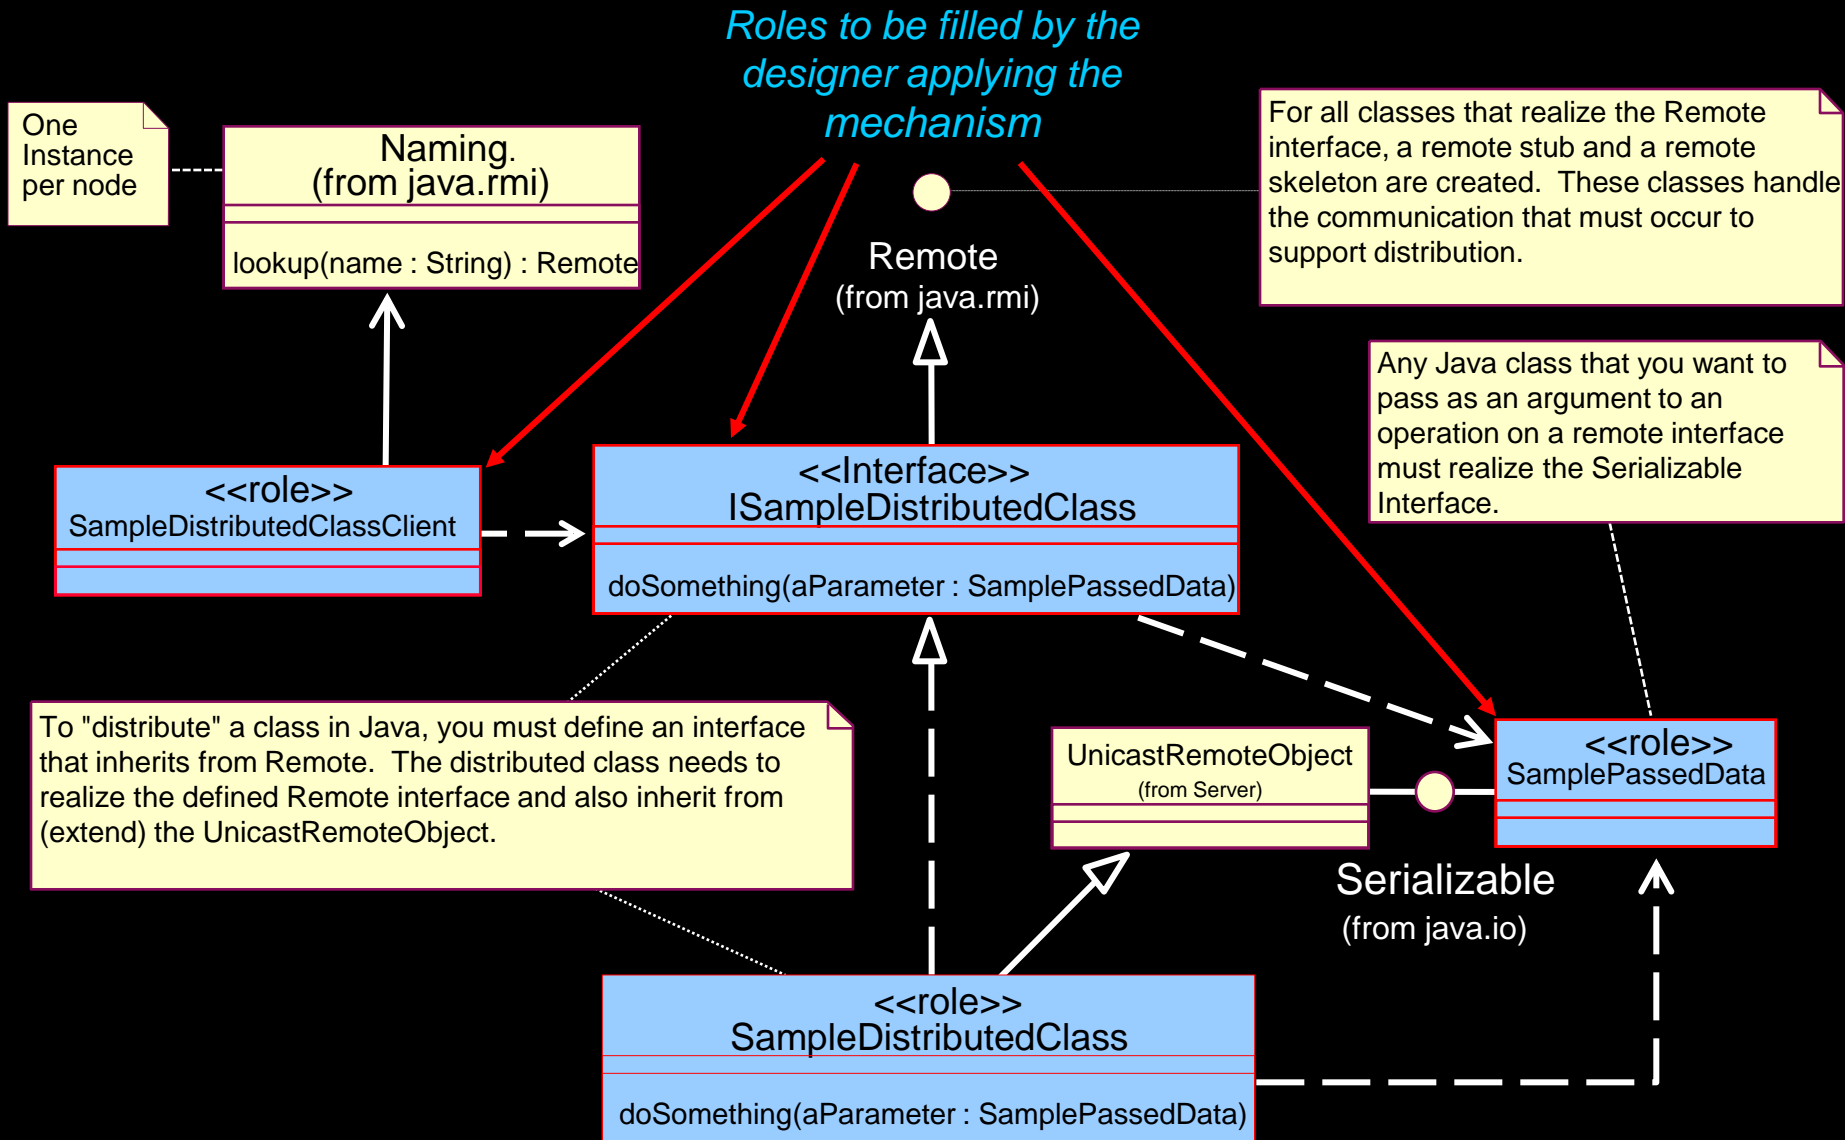 Roles to be filled by the
designer applying the
mechanism
One
Instance
per node
Naming.
(from java.rmi)
lookup(name : String) : Remote
Remote
(from java.rmi)
For all classes that realize the Remote
interface, a remote stub and a remote
skeleton are created.  These classes handle
the communication that must occur to
support distribution.
Any Java class that you want to
pass as an argument to an
operation on a remote interface
must realize the Serializable
Interface.
<<role>>
SampleDistributedClassClient
<<Interface>>
ISampleDistributedClass
doSomething(aParameter : SamplePassedData)
To "distribute" a class in Java, you must define an interface
that inherits from Remote.  The distributed class needs to
realize the defined Remote interface and also inherit from
(extend) the UnicastRemoteObject.
UnicastRemoteObject
(from Server)
<<role>>
SamplePassedData
Serializable
(from java.io)
<<role>>
SampleDistributedClass
doSomething(aParameter : SamplePassedData)